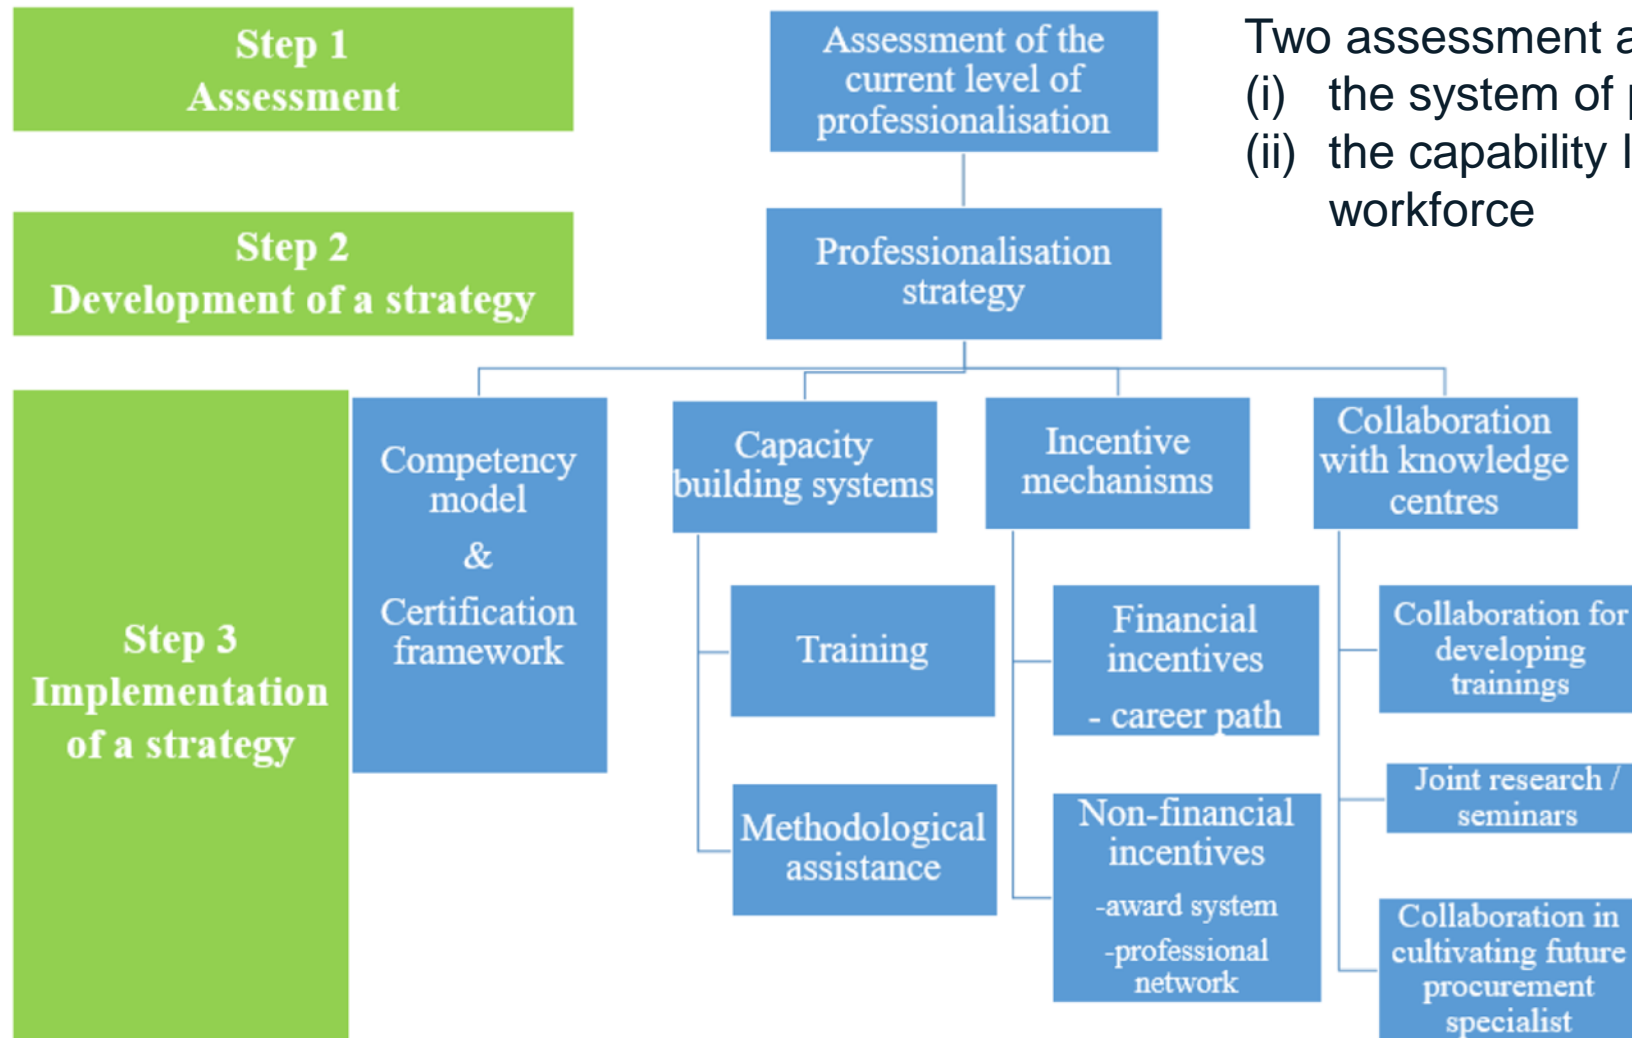 Step 1
Assessment
Assessment of the
current level of
professionalisation
Two assessment
(i) the system of
(ii) the capability
workforce
Step 2
Development of a strategy
Professionalisation
strategy
Step 3
Implementation
of a strategy
Competency
model
&
Certification
framework
Capacity
building systems
Training
Methodological
assistance
Incentive
mechanisms
Financial
incentives
- career path
Non-financial
incentives
-award system
-professional
network
Collaboration
with knowledge
centres
Collaboration for
developing
trainings
Joint research /
seminars
Collaboration in
cultivating future
procurement
specialist